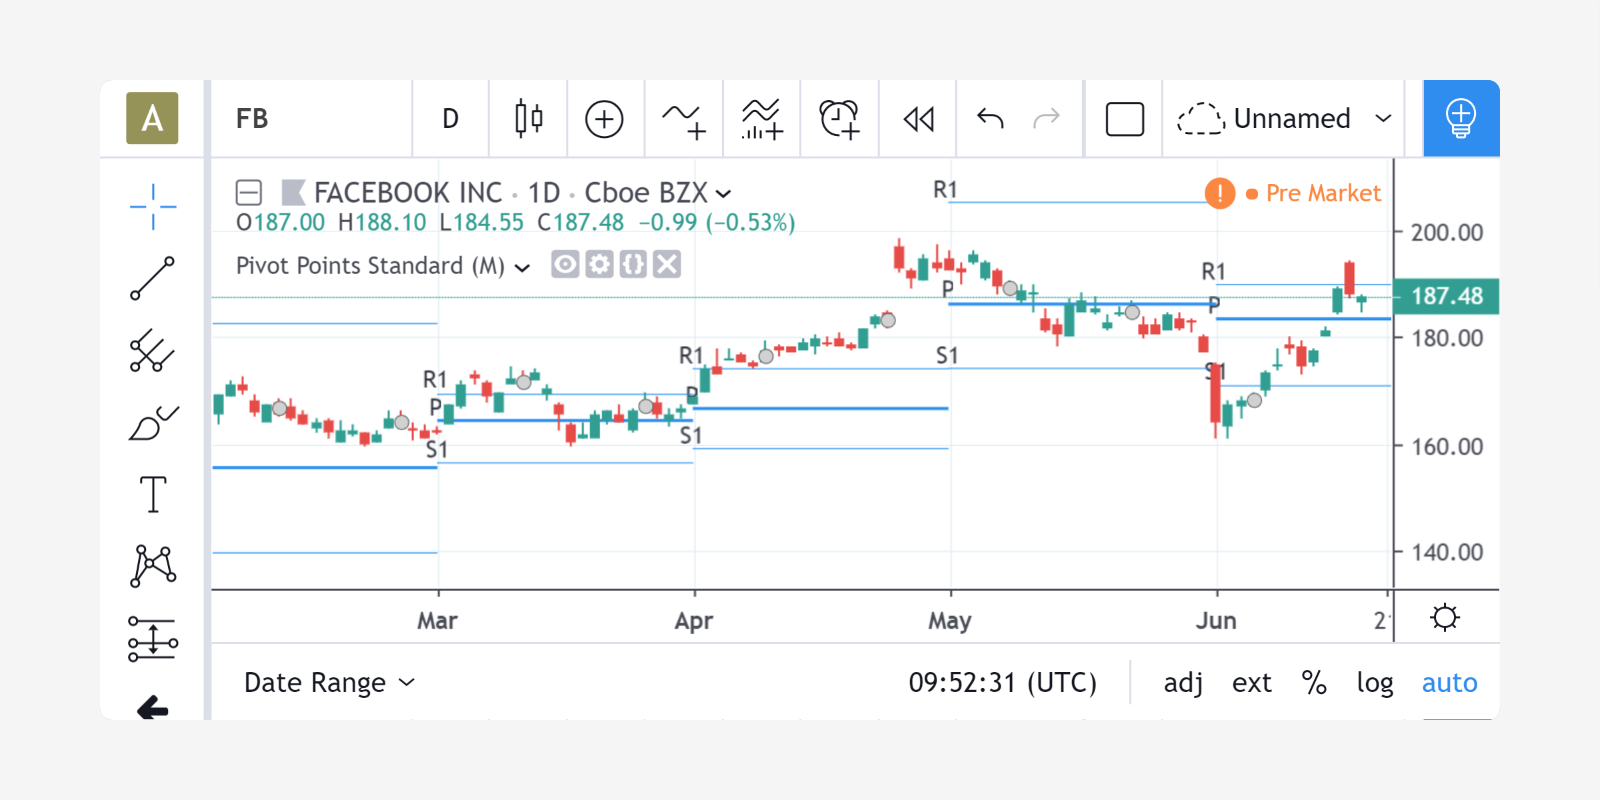 A
FB D Unnamed
FACEBOOK INC · 1D · Cboe BZX
O187.00 H188.10 L184.55 C187.48 −0.99 (−0.53%)
Pivot Points Standard (M)
! • Pre Market
R1
200.00
R1
P
187.48
P
180.00
R1
S1
S1
R1
P
P
S1
S1
160.00
140.00
Mar Apr May Jun
Date Range 09:52:31 (UTC) adj ext % log auto